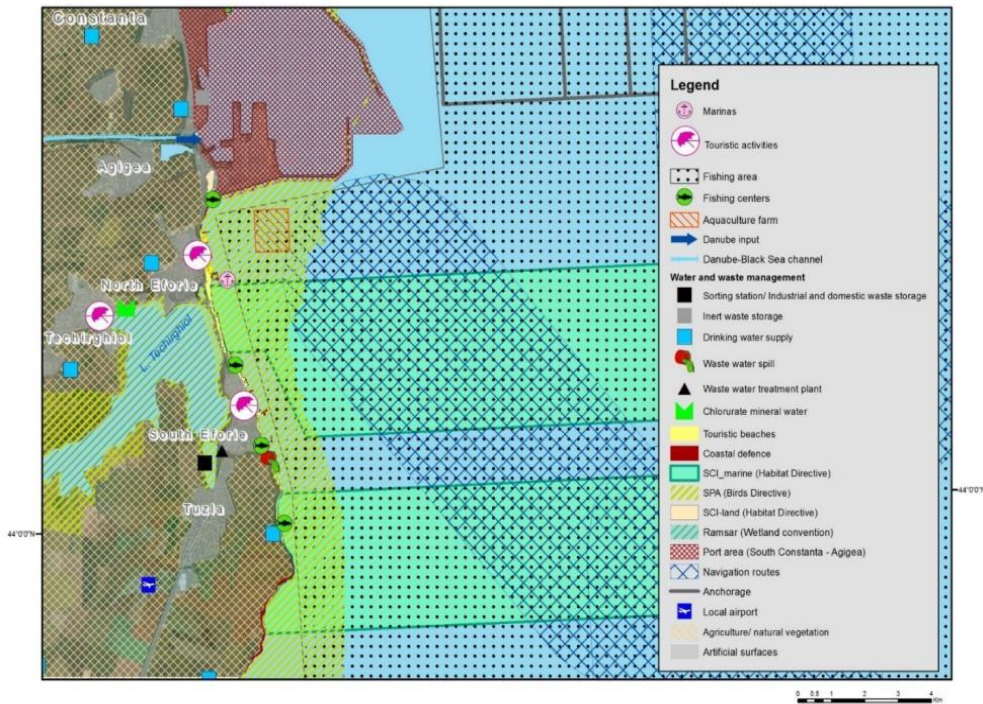 Constanta
Agigea
North Eforie
Techirghiol
L. Techirghiol
South Eforie
Tuzla
44°0'0"N
44°0'0"N
Legend
Marinas
Touristic activities
Fishing area
Fishing centers
Aquaculture farm
Danube input
Danube-Black Sea channel
Water and waste management
Sorting station/ Industrial and domestic waste storage
Inert waste storage
Drinking water supply
Waste water spill
Waste water treatment plant
Chlorurate mineral water
Touristic beaches
Coastal defence
SCI_marine (Habitat Directive)
SPA (Birds Directive)
SCI-land (Habitat Directive)
Ramsar (Wetland convention)
Port area (South Constanta - Agigea)
Navigation routes
Anchorage
Local airport
Agriculture/ natural vegetation
Artificial surfaces
0 0.5 1 2 3 4
Km